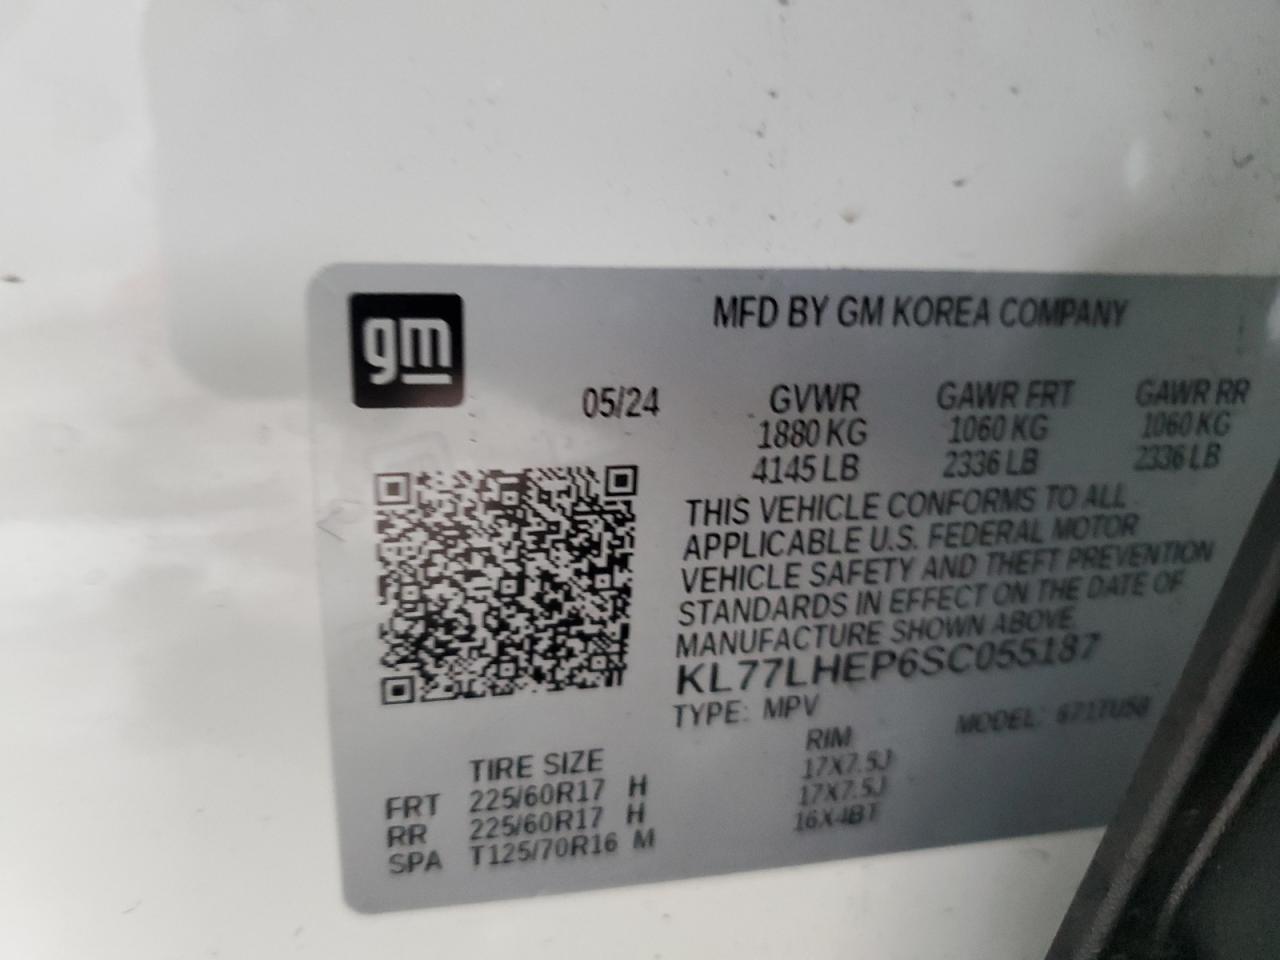 gm
MFD BY GM KOREA COMPANY
05/24 GVWR GAWR FRT GAWR RR
1880 KG 1060 KG 1060 KG
4145 LB 2336 LB 2336 LB
THIS VEHICLE CONFORMS TO ALL
APPLICABLE U.S. FEDERAL MOTOR
VEHICLE SAFETY AND THEFT PREVENTION
STANDARDS IN EFFECT ON THE DATE OF
MANUFACTURE SHOWN ABOVE
KL77LHEP6SC055187
TYPE: MPV MODEL: 671TU58
TIRE SIZE RIM
FRT 225/60R17 H 17X7.5J
RR 225/60R17 H 17X7.5J
SPA T125/70R16 M 16X4BT